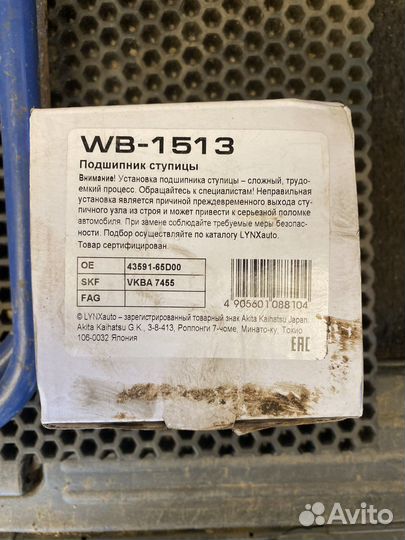 WB-1513
Подшипник ступицы
Внимание! Установка подшипника ступицы – сложный, трудо-
емкий процесс. Обращайтесь к специалистам! Неправильная
установка является причиной преждевременного выхода сту-
пичного узла из строя и может привести к серьезной поломке
автомобиля. При замене соблюдайте требуемые меры безопас-
ности. Подбор осуществляйте по каталогу LYNXauto.
Товар сертифицирован
OE 43591-65D00
SKF VKBA 7455
FAG
4 905601 088104
© LYNXauto – зарегистрированный товарный знак Akita Kaihatsu Japan.
Akita Kaihatsu G.K., 3-8-413, Роппонги 7-чоме, Минато-ку, Токио
106-0032 Япония
EAC
Avito